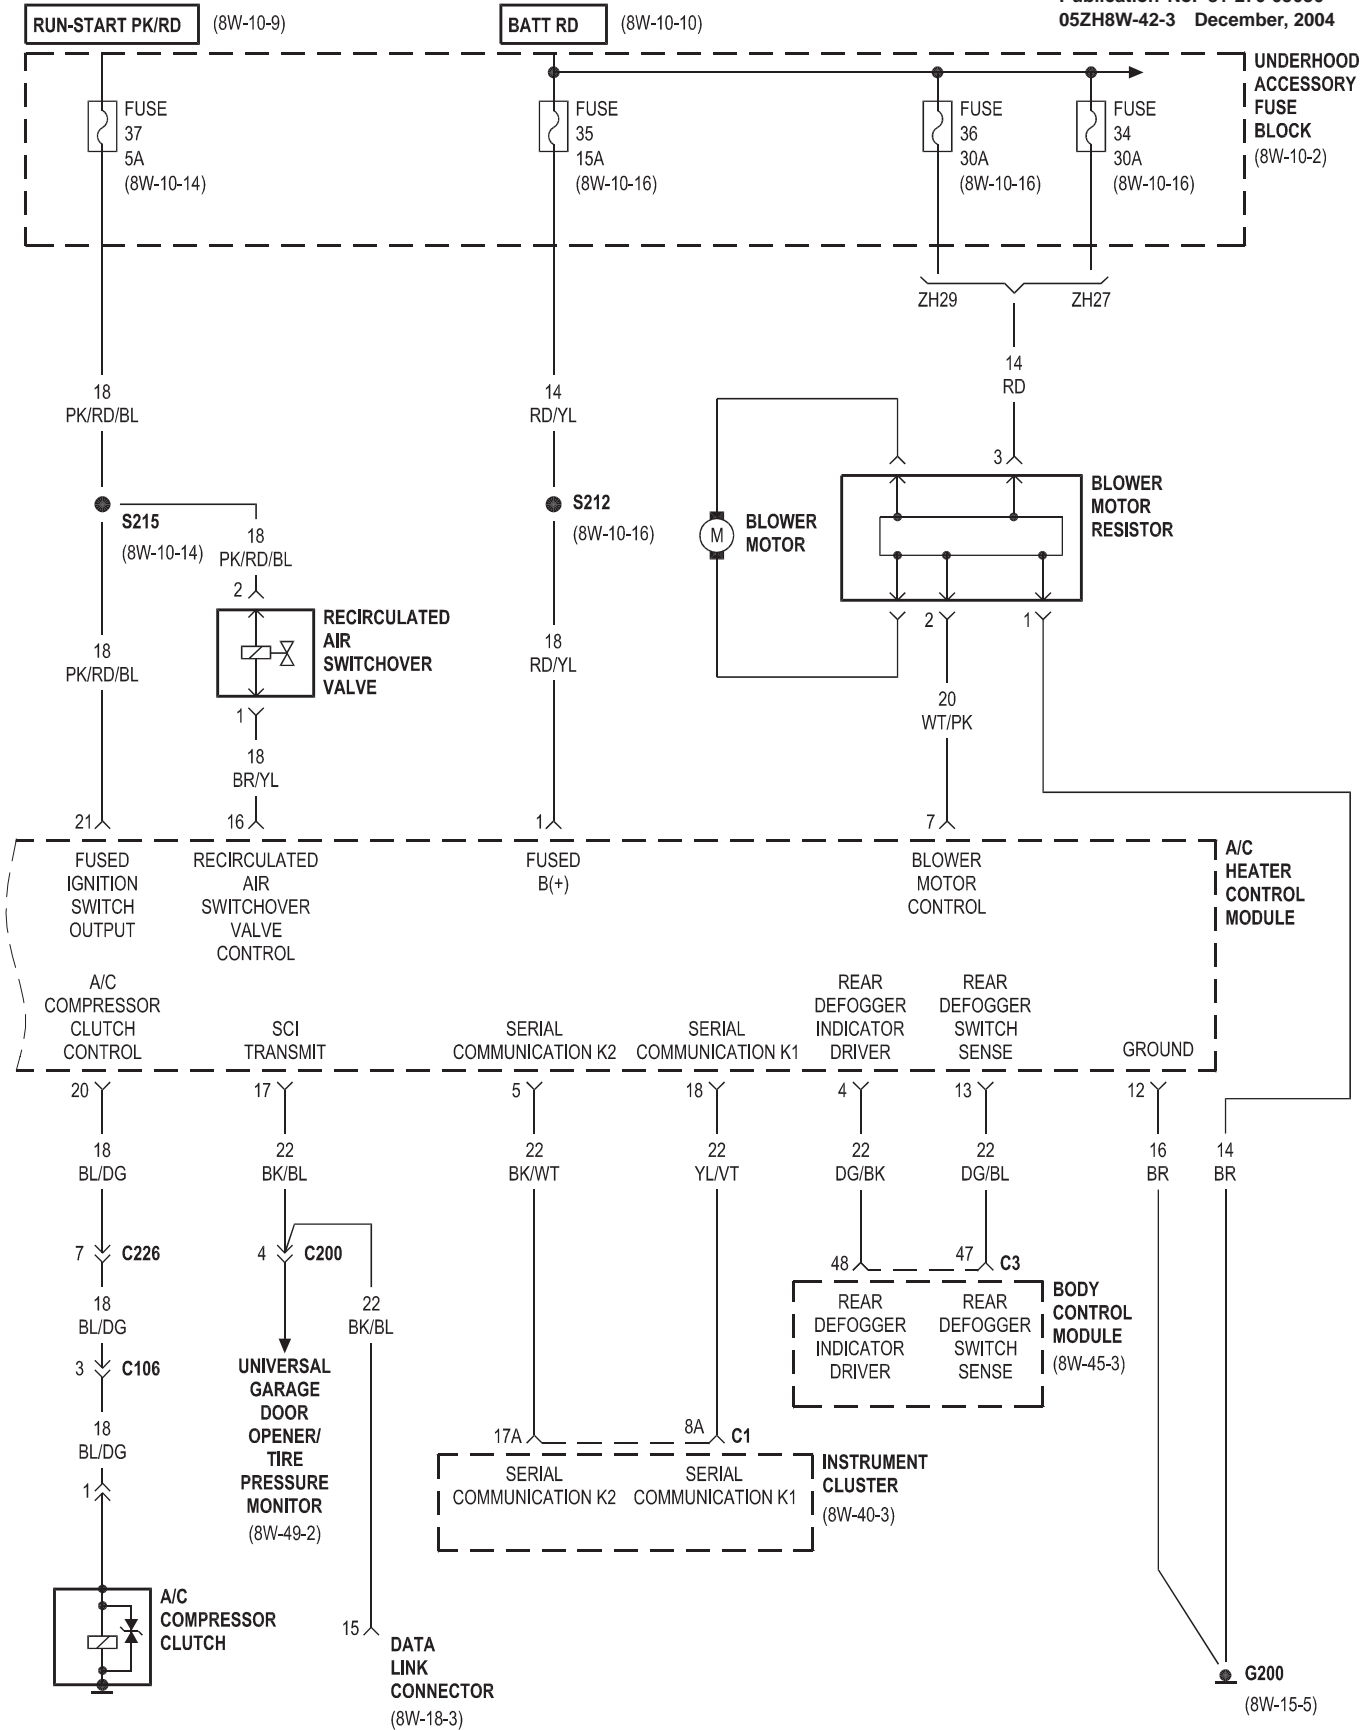 05ZH8W-42-3 December, 2004
RUN-START PK/RD (8W-10-9)
BATT RD (8W-10-10)
UNDERHOOD
ACCESSORY
FUSE
BLOCK
(8W-10-2)
FUSE
37
5A
(8W-10-14)
FUSE
35
15A
(8W-10-16)
FUSE
36
30A
(8W-10-16)
FUSE
34
30A
(8W-10-16)
ZH29
ZH27
18
PK/RD/BL
14
RD/YL
14
RD
3
S215
(8W-10-14)
18
PK/RD/BL
2
S212
(8W-10-16)
BLOWER
MOTOR
M
BLOWER
MOTOR
RESISTOR
18
PK/RD/BL
RECIRCULATED
AIR
SWITCHOVER
VALVE
1
18
BR/YL
18
RD/YL
2
1
20
WT/PK
21
16
1
7
FUSED
IGNITION
SWITCH
OUTPUT
RECIRCULATED
AIR
SWITCHOVER
VALVE
CONTROL
FUSED
B(+)
BLOWER
MOTOR
CONTROL
A/C
HEATER
CONTROL
MODULE
A/C
COMPRESSOR
CLUTCH
CONTROL
SCI
TRANSMIT
SERIAL
COMMUNICATION K2
SERIAL
COMMUNICATION K1
REAR
DEFOGGER
INDICATOR
DRIVER
REAR
DEFOGGER
SWITCH
SENSE
GROUND
20
17
5
18
4
13
12
18
BL/DG
22
BK/BL
22
BK/WT
22
YL/VT
22
DG/BK
22
DG/BL
16
BR
14
BR
7 C226
4 C200
48
47 C3
18
BL/DG
22
BK/BL
REAR
DEFOGGER
INDICATOR
DRIVER
REAR
DEFOGGER
SWITCH
SENSE
BODY
CONTROL
MODULE
(8W-45-3)
3 C106
UNIVERSAL
GARAGE
DOOR
OPENER/
TIRE
PRESSURE
MONITOR
(8W-49-2)
18
BL/DG
1
17A
8A C1
SERIAL
COMMUNICATION K2
SERIAL
COMMUNICATION K1
INSTRUMENT
CLUSTER
(8W-40-3)
A/C
COMPRESSOR
CLUTCH
15
DATA
LINK
CONNECTOR
(8W-18-3)
G200
(8W-15-5)